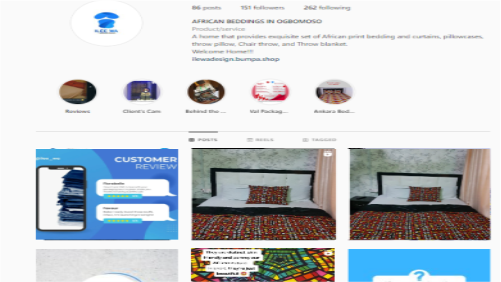 86 posts 151 followers 262 following
AFRICAN BEDDINGS IN OGBOMOSO
Product/service
A home that provides exquisite set of African print bedding and curtains, pillowcases,
throw pillow, Chair throw, and Throw blanket.
Welcome Home!!!
ilewadesign.bumpa.shop
Reviews Client's Cam Behind the ... Ilé Packag... Ankara Bed...
POSTS REELS TAGGED
CUSTOMER
REVIEW
beautiful
?